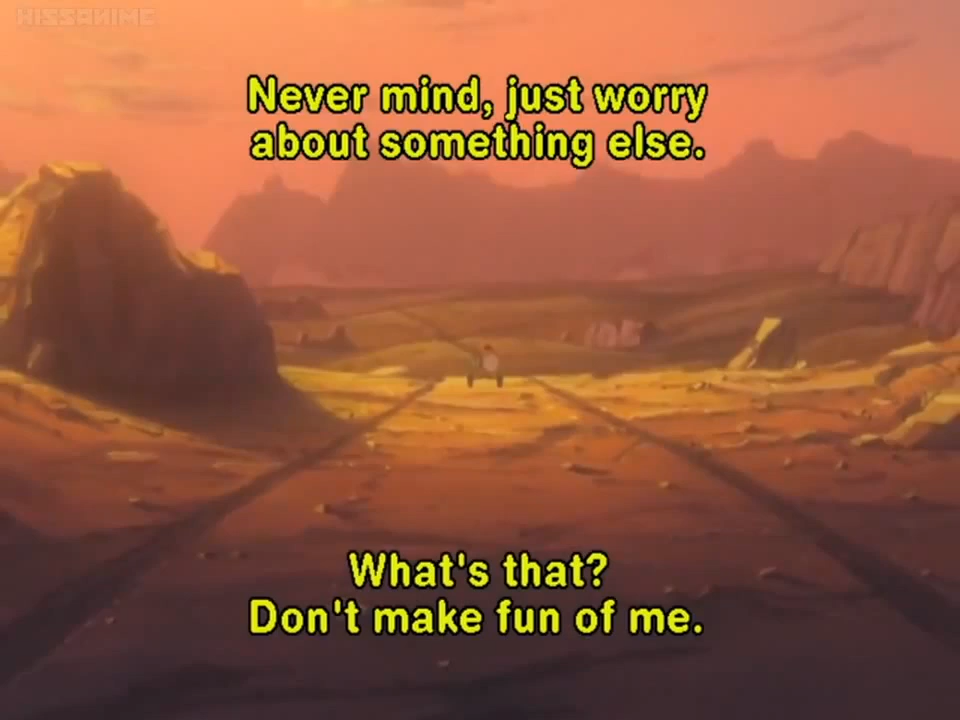 KISSANIME
Never mind, just worry
about something else.
What's that?
Don't make fun of me.